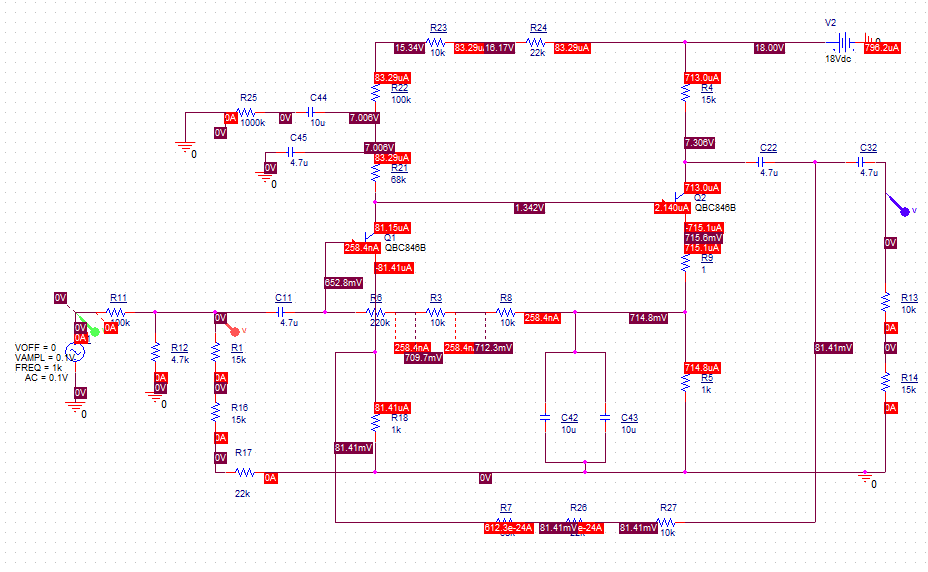 V2
R23
R24
15.34V
10k
83.29u
16.17V
22k
83.29uA
18.00V
796.2uA
0
18Vdc
83.29uA
R22
100k
713.0uA
R4
15k
R25
C44
0A
1000k
0V
10u
7.006V
0V
C45
7.006V
7.306V
C22
C32
0
4.7u
83.29uA
4.7u
4.7u
0V
R21
0
68k
713.0uA
Q2
1.342V
2.140uA
QBC846B
V
81.15uA
-715.1uA
Q1
715.6mV
258.4nA
QBC846B
715.1uA
0V
R9
-81.41uA
1
652.8mV
0V
R11
C11
R6
R3
R8
R13
0V
100k
0V
4.7u
220k
10k
10k
258.4nA
714.8mV
10k
0A
V
0A
0A
VOFF = 0
VAMPL = 0.1V
FREQ = 1k
AC = 0.1V
R12
4.7k
R1
15k
258.4nA
258.4n
712.3mV
709.7mV
81.41mV
0V
714.8uA
R5
1k
R14
15k
0A
0V
0A
0V
0V
0
0
R16
15k
81.41uA
R18
1k
C42
10u
C43
10u
0A
0A
0V
R17
81.41mV
0A
22k
0V
0
R7
R26
R27
612.3e-24A
81.41mV
e-24A
81.41mV
10k